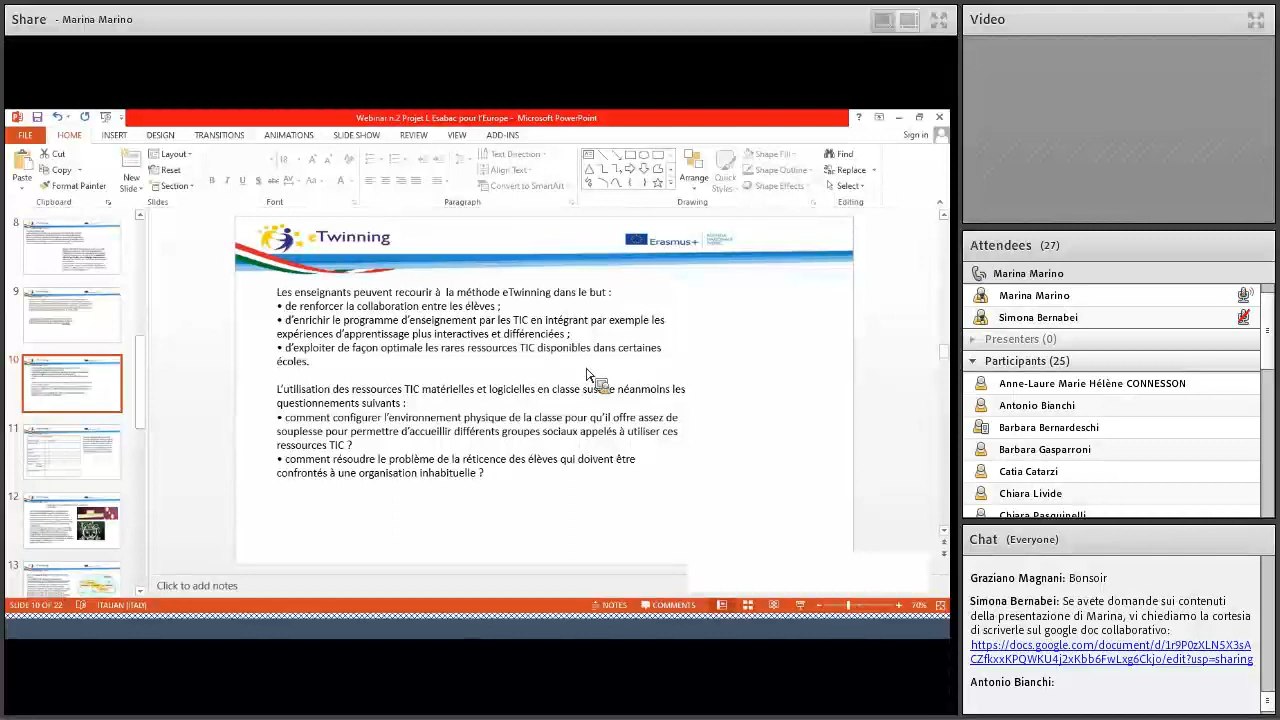 Share - Marina Marino
Webinar n.2 Projet L Esabac pour l'Europe - Microsoft PowerPoint
FILE HOME INSERT DESIGN TRANSITIONS ANIMATIONS SLIDE SHOW REVIEW VIEW ADD-INS Sign in
Paste
Cut
Copy
Format Painter
Clipboard
New Slide
Layout
Reset
Section
Slides
18
Font
Text Direction
Align Text
Convert to SmartArt
Paragraph
Arrange
Quick Styles
Shape Fill
Shape Outline
Shape Effects
Drawing
Find
Replace
Select
Editing
8
9
10
11
12
13
eTwinning
Erasmus+
Les enseignants peuvent recourir à la méthode eTwinning dans le but :
• de renforcer la collaboration entre les élèves ;
• d'enrichir le programme d'enseignement par les TIC en intégrant par exemple les
expériences d'apprentissage plus interactives et différenciées ;
• d'exploiter de façon optimale les rares ressources TIC disponibles dans certaines
écoles.
L'utilisation des ressources TIC matérielles et logicielles en classe néanmoins les
questionnements suivants :
• comment configurer l'environnement physique de la classe pour qu'il offre assez de
souplesse pour permettre d'accueillir différents groupes sociaux appelés à utiliser ces
ressources TIC ?
• comment résoudre le problème de la réticence des élèves qui doivent être
confrontés à une organisation inhabituelle ?
Click to add notes
SLIDE 10 OF 22 ITALIAN (ITALY) NOTES COMMENTS 70%
Video
Attendees (27)
Marina Marino
Marina Marino
Simona Bernabei
Presenters (0)
Participants (25)
Anne-Laure Marie Hélène CONNESSON
Antonio Bianchi
Barbara Bernardeschi
Barbara Gasparroni
Catia Catarzi
Chiara Livide
Chiara Pasquinelli
Chat (Everyone)
Graziano Magnani: Bonsoir
Simona Bernabei: Se avete domande sui contenuti
della presentazione di Marina, vi chiediamo la cortesia
di scriverle sul google doc collaborativo:
https://docs.google.com/document/d/1r9P0zXLN5X3sA
CZfkxxKPQWKU4j2xKbb6FwLxg6Ckjo/edit?usp=sharing
Antonio Bianchi: